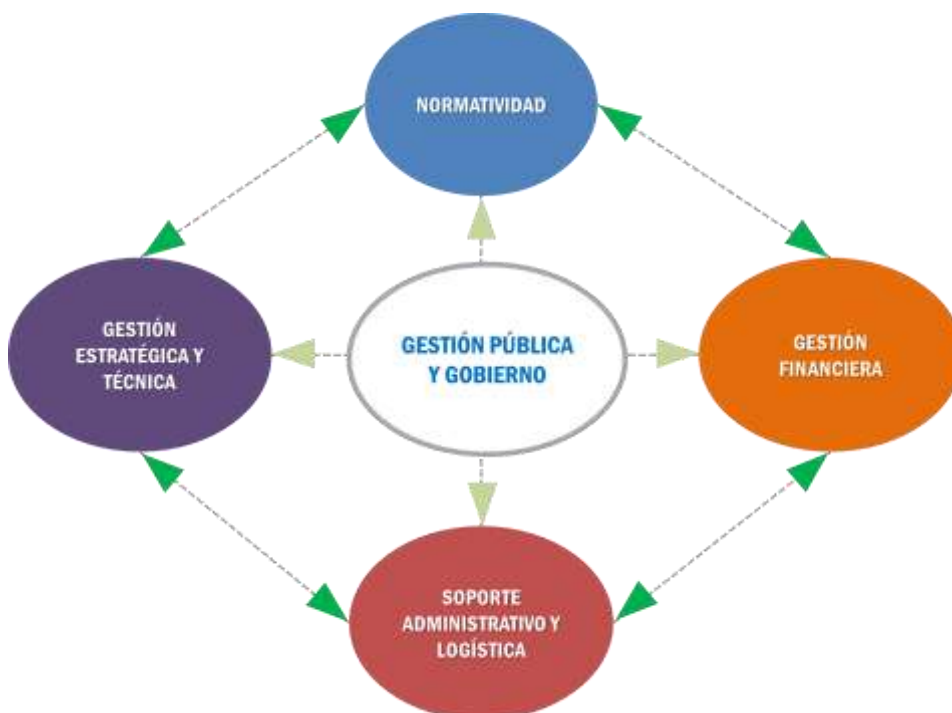 NORMATIVIDAD
GESTIÓN
ESTRATÉGICA Y
TÉCNICA
GESTIÓN PÚBLICA
Y GOBIERNO
GESTIÓN
FINANCIERA
SOPORTE
ADMINISTRATIVO Y
LOGÍSTICA